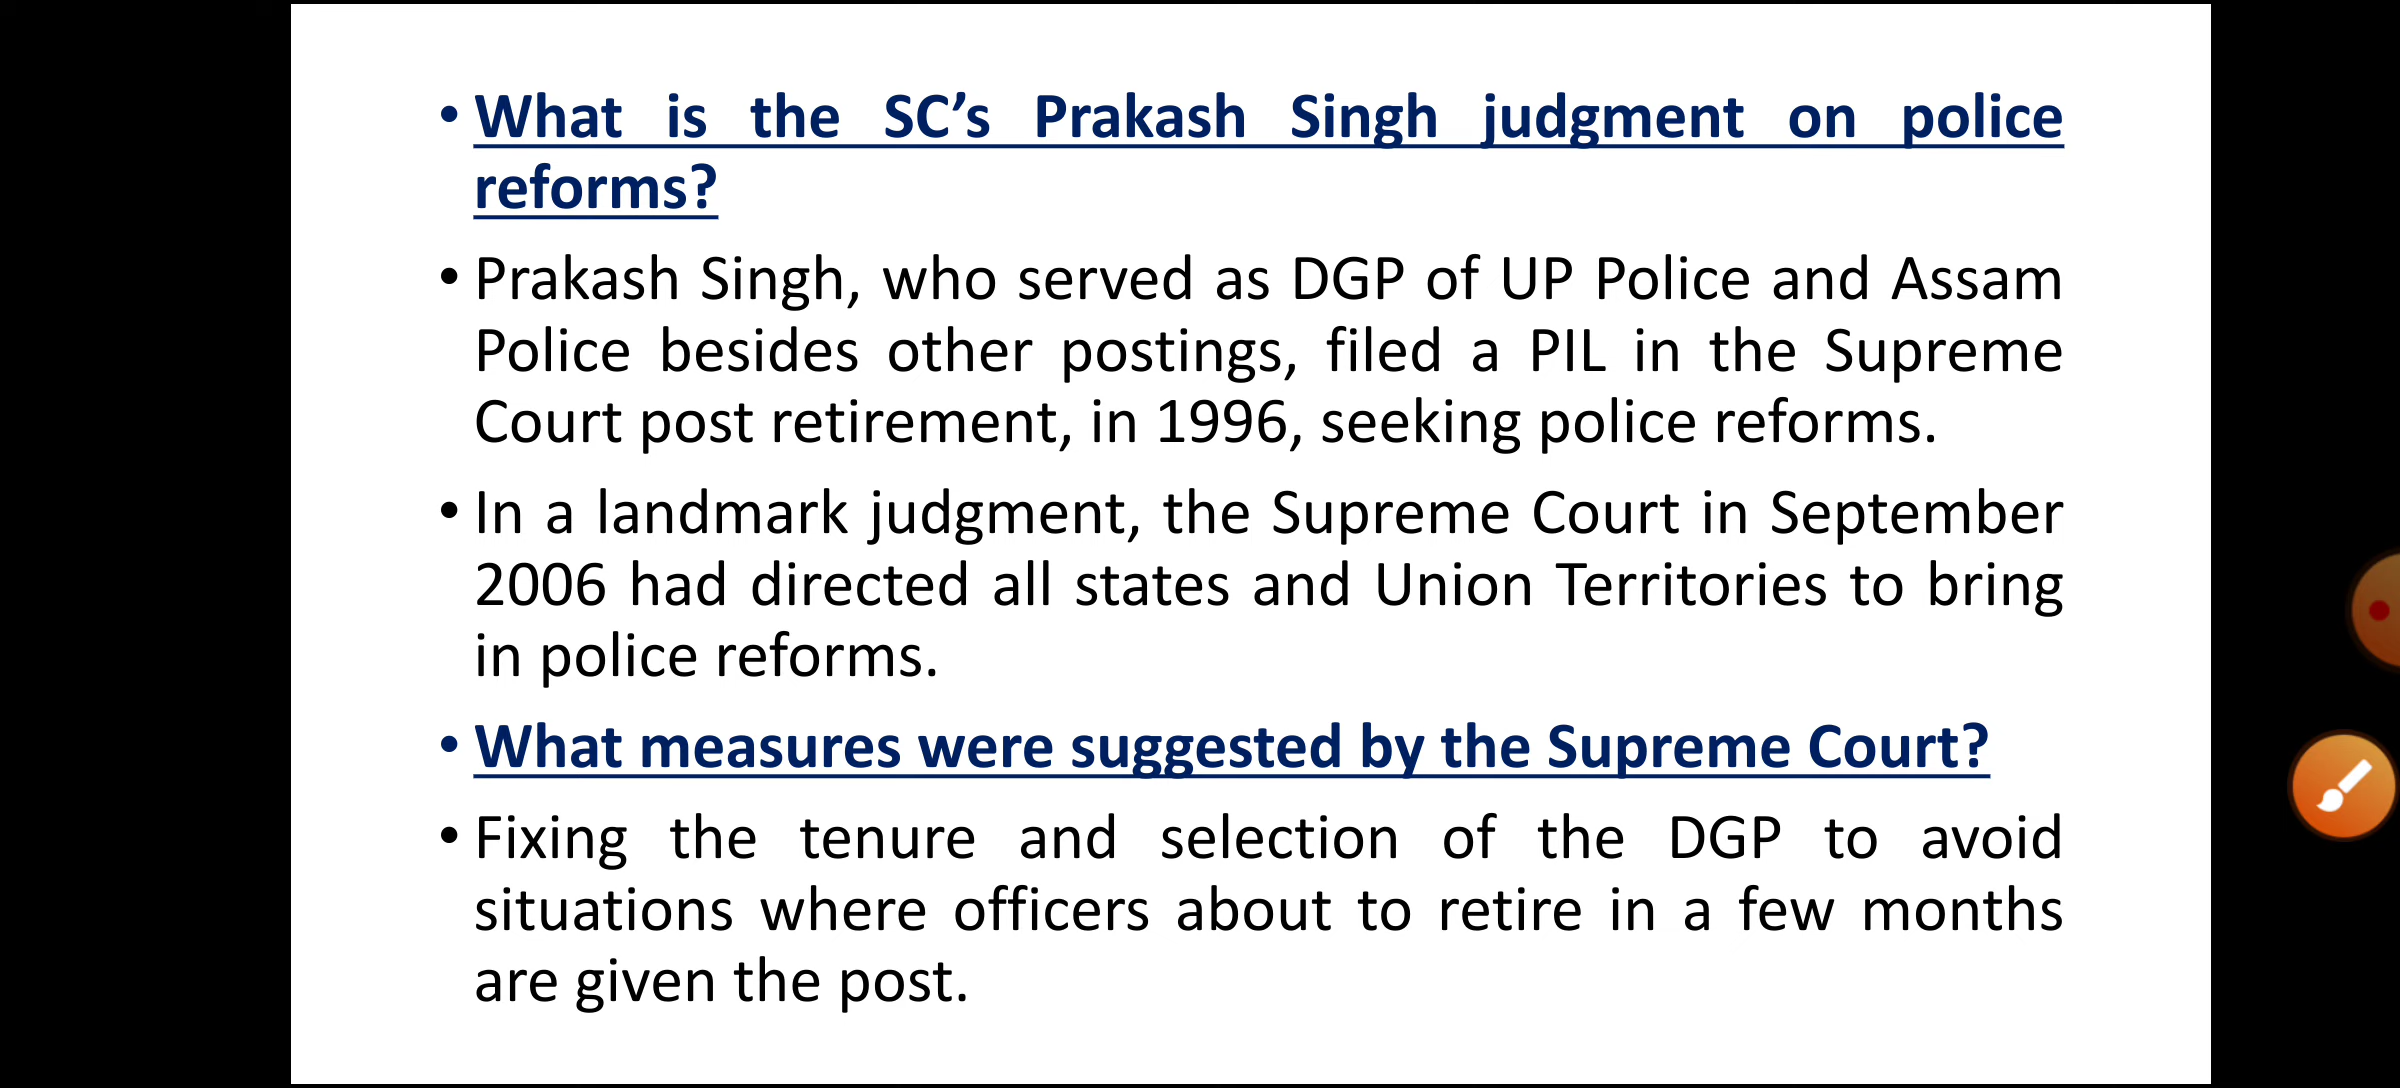 • What is the SC’s Prakash Singh judgment on police
reforms?
• Prakash Singh, who served as DGP of UP Police and Assam
Police besides other postings, filed a PIL in the Supreme
Court post retirement, in 1996, seeking police reforms.
• In a landmark judgment, the Supreme Court in September
2006 had directed all states and Union Territories to bring
in police reforms.
• What measures were suggested by the Supreme Court?
• Fixing the tenure and selection of the DGP to avoid
situations where officers about to retire in a few months
are given the post.